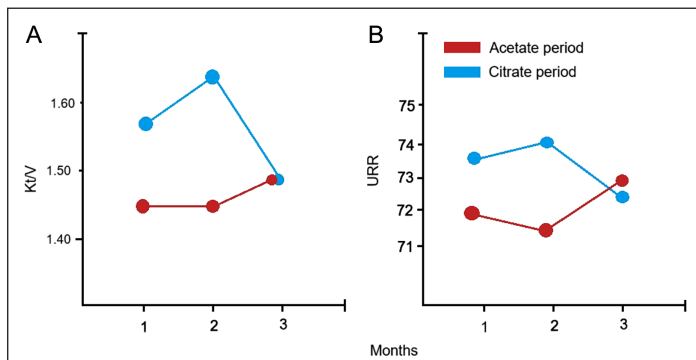 A
Kt/V
1.60
1.50
1.40
1
2
3
B
Acetate period
Citrate period
URR
75
74
73
72
71
1
2
3
Months